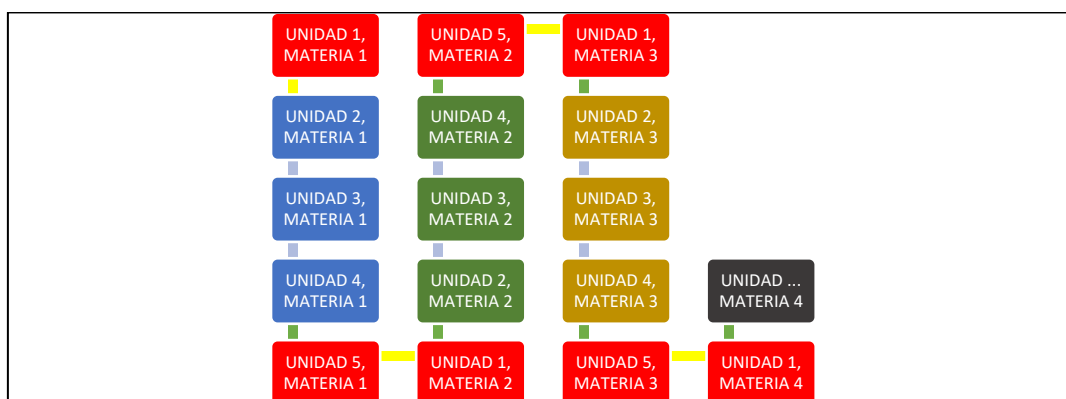 UNIDAD 1,
MATERIA 1
UNIDAD 5,
MATERIA 2
UNIDAD 1,
MATERIA 3
UNIDAD 2,
MATERIA 1
UNIDAD 4,
MATERIA 2
UNIDAD 2,
MATERIA 3
UNIDAD 3,
MATERIA 1
UNIDAD 3,
MATERIA 2
UNIDAD 3,
MATERIA 3
UNIDAD 4,
MATERIA 1
UNIDAD 2,
MATERIA 2
UNIDAD 4,
MATERIA 3
UNIDAD ...
MATERIA 4
UNIDAD 5,
MATERIA 1
UNIDAD 1,
MATERIA 2
UNIDAD 5,
MATERIA 3
UNIDAD 1,
MATERIA 4